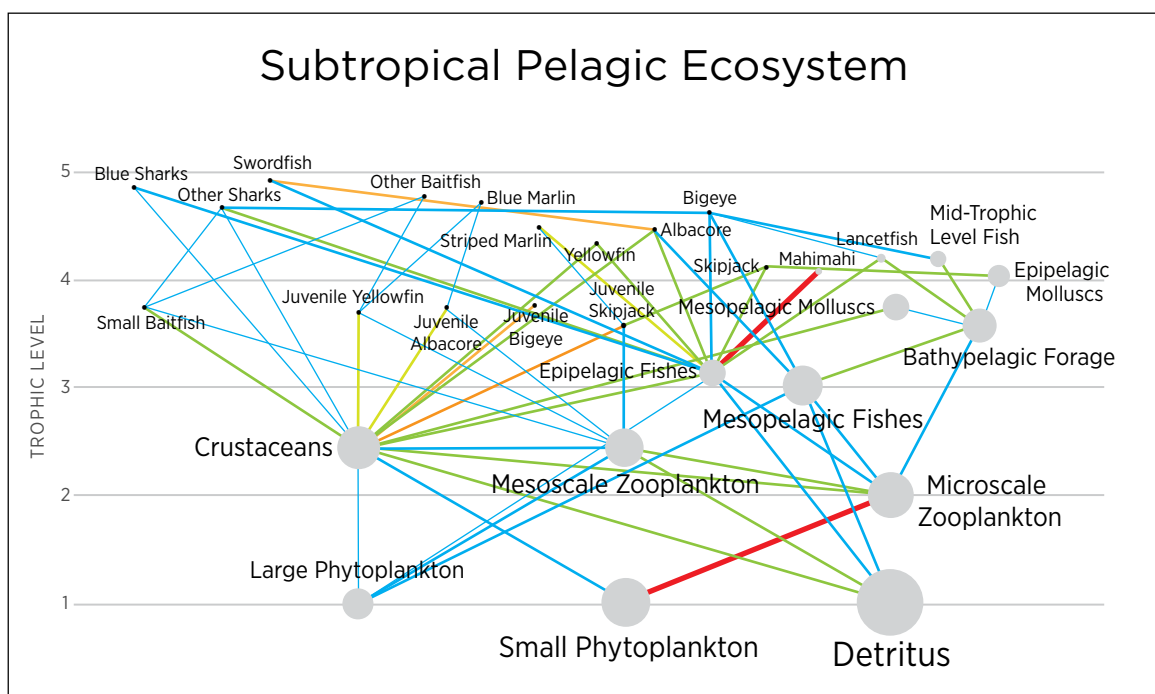 Subtropical Pelagic Ecosystem
TROPHIC LEVEL
5
4
3
2
1
Blue Sharks
Swordfish
Other Sharks
Other Baitfish
Blue Marlin
Striped Marlin
Yellowfin
Albacore
Bigeye
Skipjack
Mahimahi
Lancetfish
Mid-Trophic
Level Fish
Epipelagic
Molluscs
Small Baitfish
Juvenile Yellowfin
Juvenile
Albacore
Juvenile
Bigeye
Juvenile
Skipjack
Mesopelagic Molluscs
Epipelagic Fishes
Bathypelagic Forage
Mesopelagic Fishes
Crustaceans
Mesoscale Zooplankton
Microscale
Zooplankton
Large Phytoplankton
Small Phytoplankton
Detritus